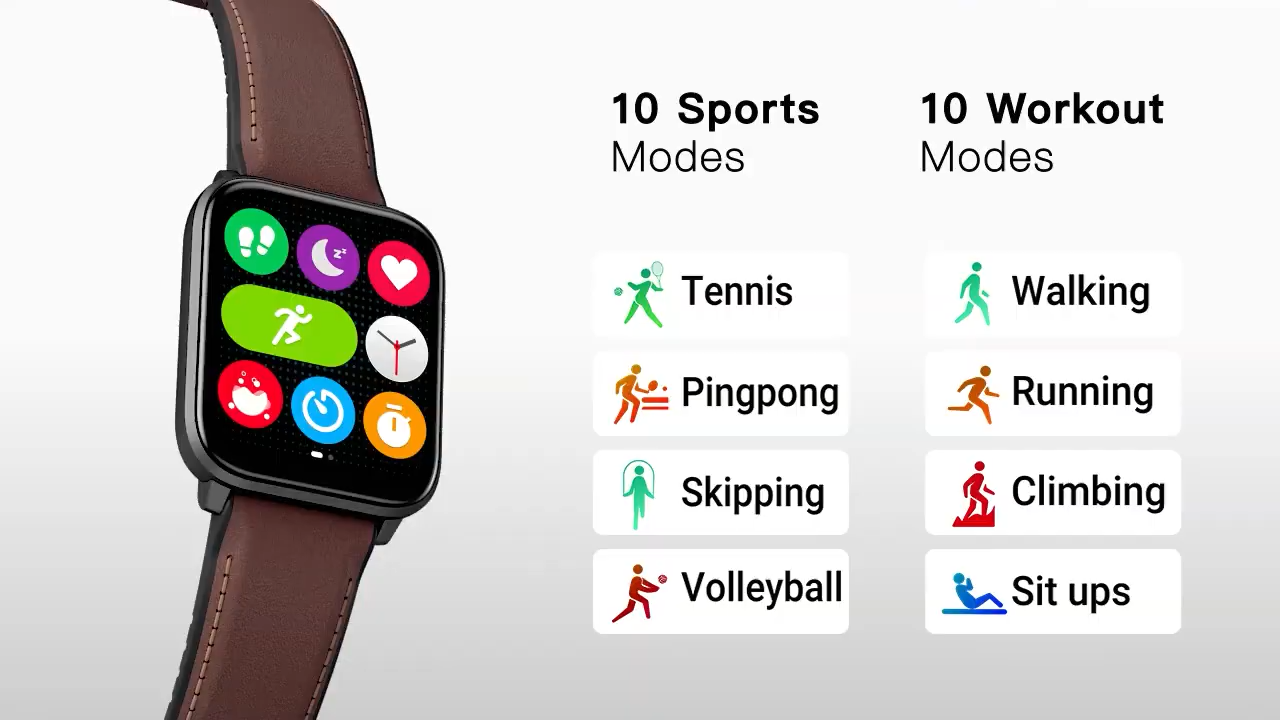 10 Sports
Modes
Tennis
Pingpong
Skipping
Volleyball
10 Workout
Modes
Walking
Running
Climbing
Sit ups